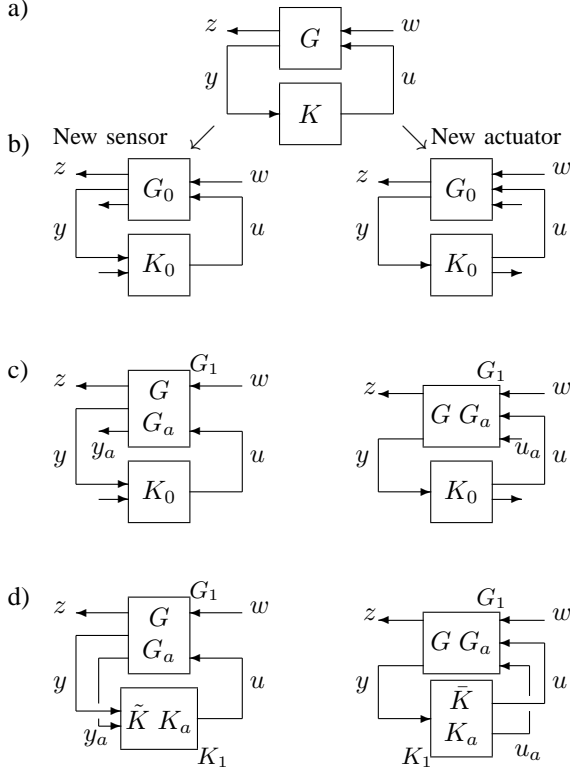 a)
z G w
y u
K
New sensor New actuator
b)
z G₀ w z G₀ w
y u y u
K₀ K₀
c)
G₁ G₁
z G w z w
Gₐ G Gₐ
yₐ uₐ
y u y u
K₀ K₀
d)
G₁ G₁
z G w z w
Gₐ G Gₐ
y u y u
K̃ Kₐ K̄
yₐ Kₐ
K₁ K₁ uₐ